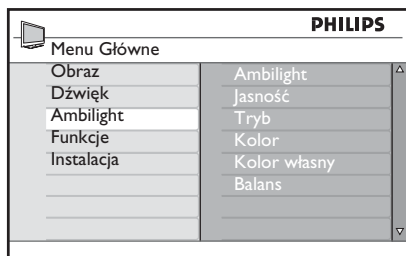 PHILIPS
Menu Główne
Obraz
Dźwięk
Ambilight
Funkcje
Instalacja
Ambilight
Jasność
Tryb
Kolor
Kolor własny
Balans